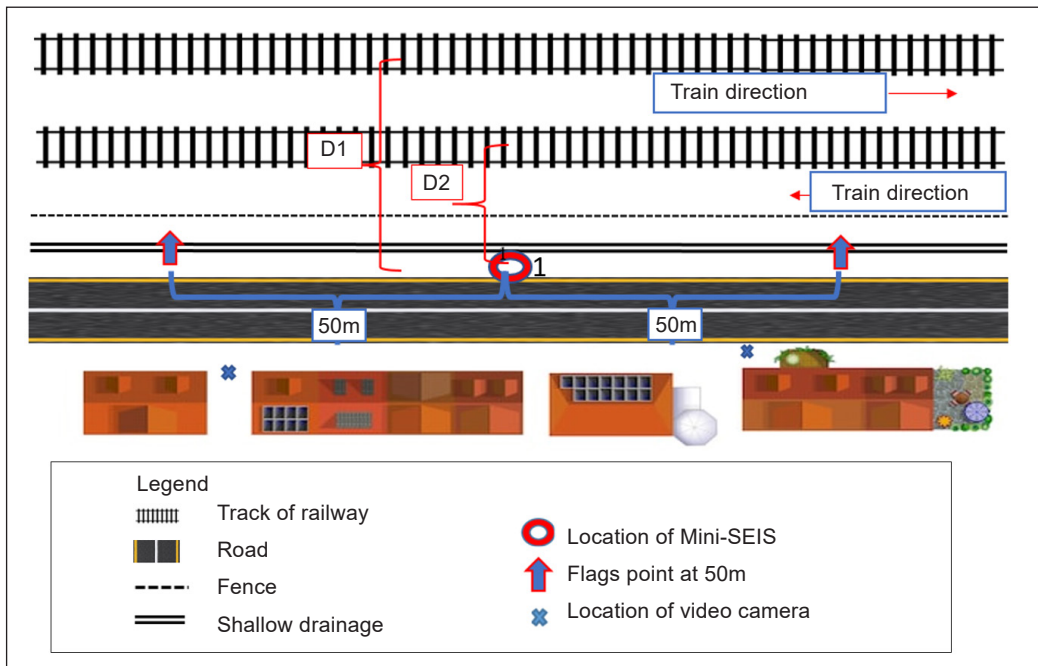 Train direction
D1
D2
Train direction
1
50m
50m
Legend
Track of railway
Road
Fence
Shallow drainage
Location of Mini-SEIS
Flags point at 50m
Location of video camera